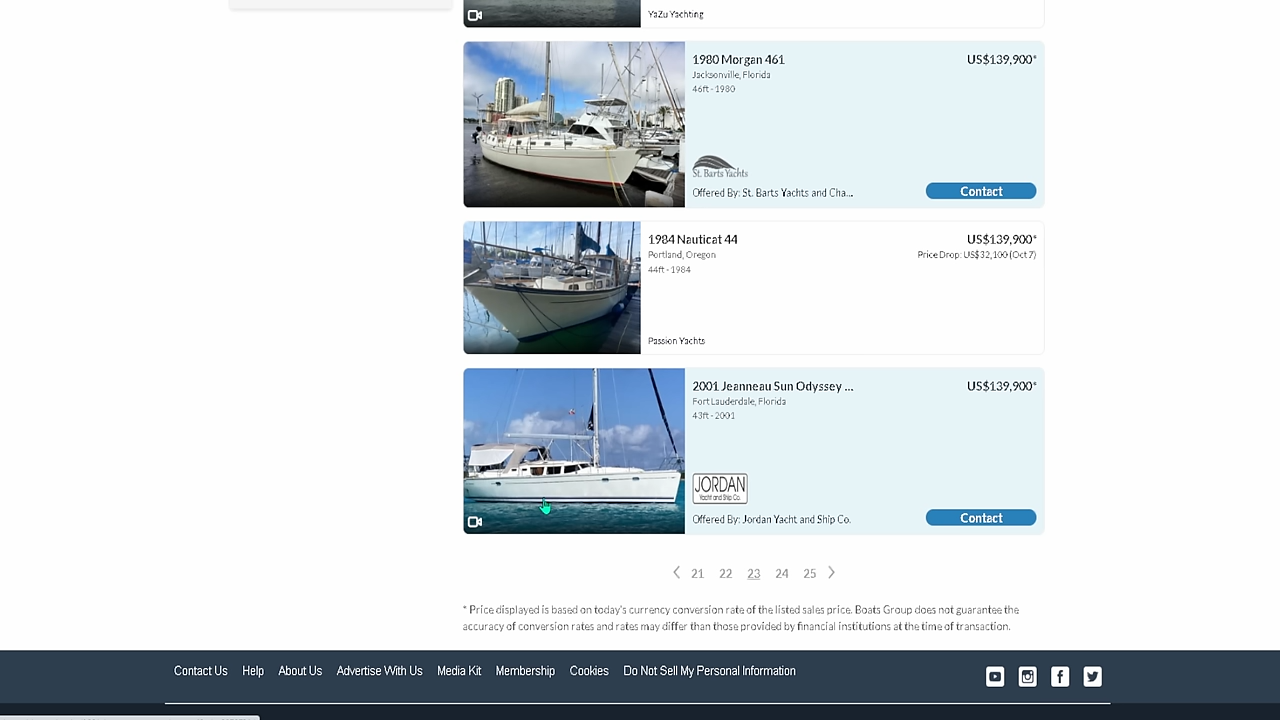 YaZu Yachting
1980 Morgan 461
US$139,900*
Jacksonville, Florida
46ft - 1980
St. Barts Yachts
Offered By: St. Barts Yachts and Cha...
Contact
1984 Nauticat 44
US$139,900*
Portland, Oregon
Price Drop: US$32,100 (Oct 7)
44ft - 1984
Passion Yachts
2001 Jeanneau Sun Odyssey ...
US$139,900*
Fort Lauderdale, Florida
43ft - 2001
JORDAN
Yacht and Ship Co.
Offered By: Jordan Yacht and Ship Co.
Contact
21 22 23 24 25
* Price displayed is based on today's currency conversion rate of the listed sales price. Boats Group does not guarantee the
accuracy of conversion rates and rates may differ than those provided by financial institutions at the time of transaction.
Contact Us Help About Us Advertise With Us Media Kit Membership Cookies Do Not Sell My Personal Information